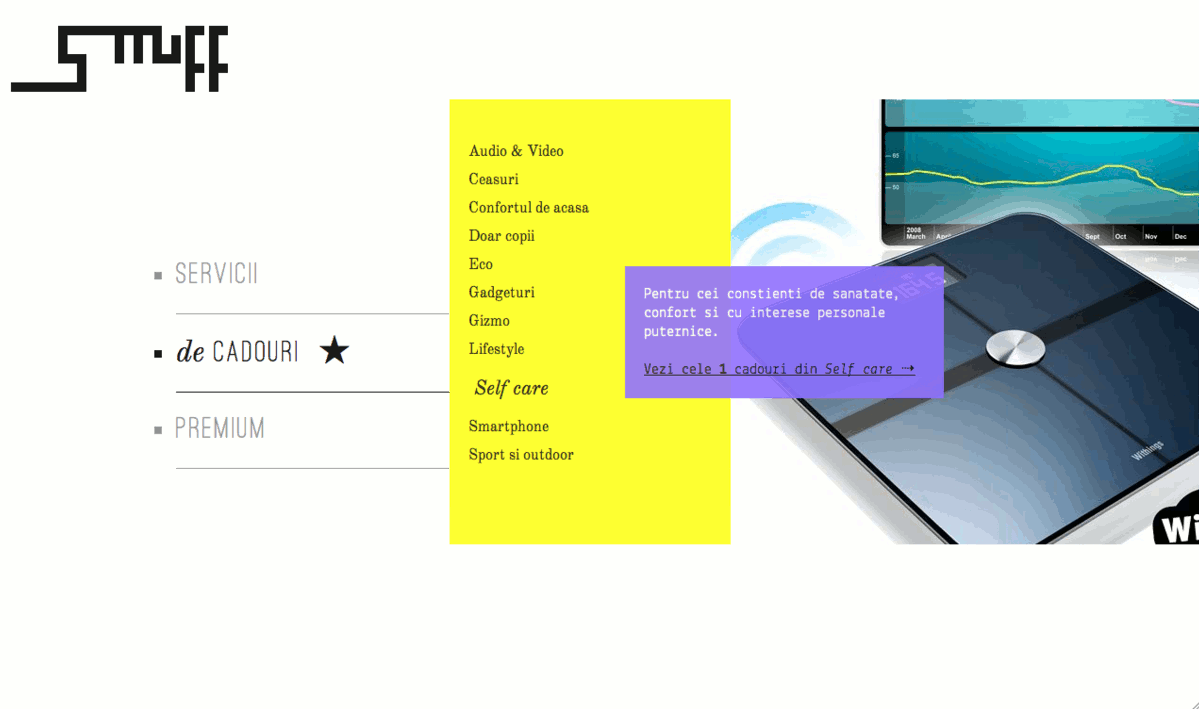 Stuff
SERVICII
de CADOURI ★
PREMIUM
Audio & Video
Ceasuri
Confortul de acasa
Doar copii
Eco
Gadgeturi
Gizmo
Lifestyle
Self care
Smartphone
Sport si outdoor
Pentru cei constienti de sanatate,
confort si cu interese personale
puternice.
Vezi cele 1 cadouri din Self care →
2008
March
Sept Oct Nov Dec
Withings